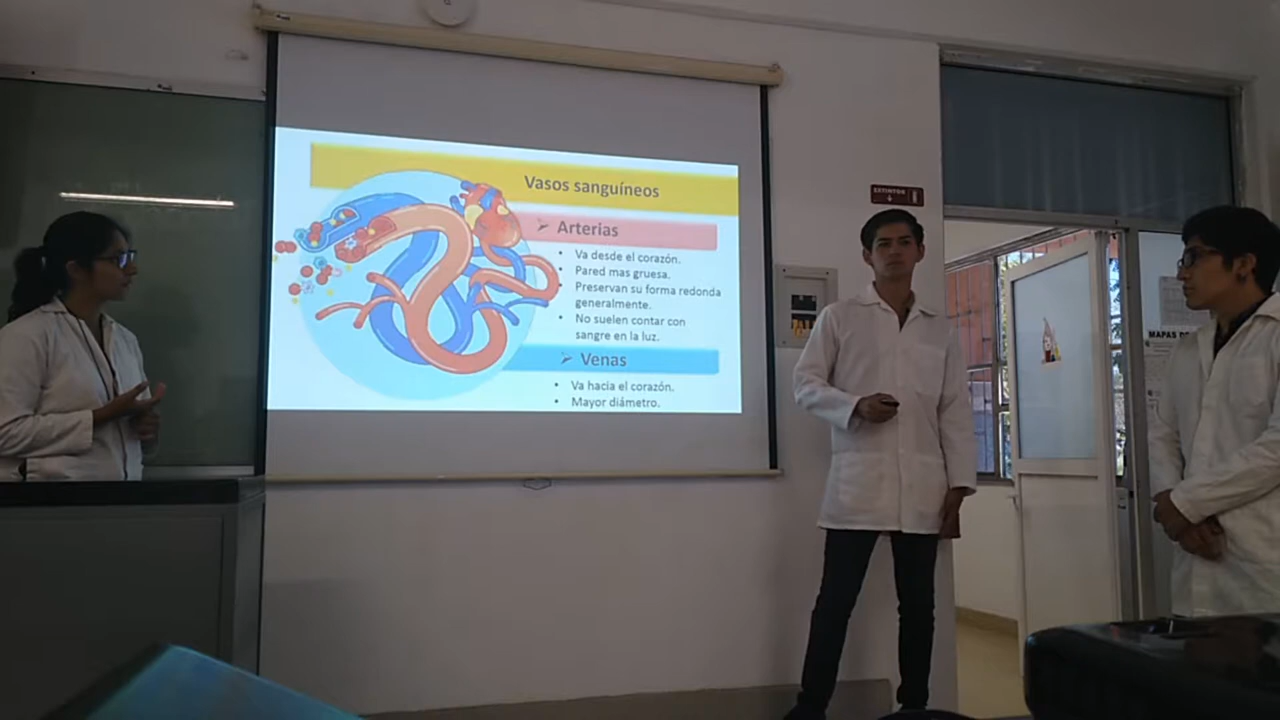 Vasos sanguíneos
➢ Arterias
• Va desde el corazón.
• Pared mas gruesa.
• Preservan su forma redonda
generalmente.
• No suelen contar con
sangre en la luz.
➢ Venas
• Va hacia el corazón.
• Mayor diámetro.
EXTINTOR
MAPAS